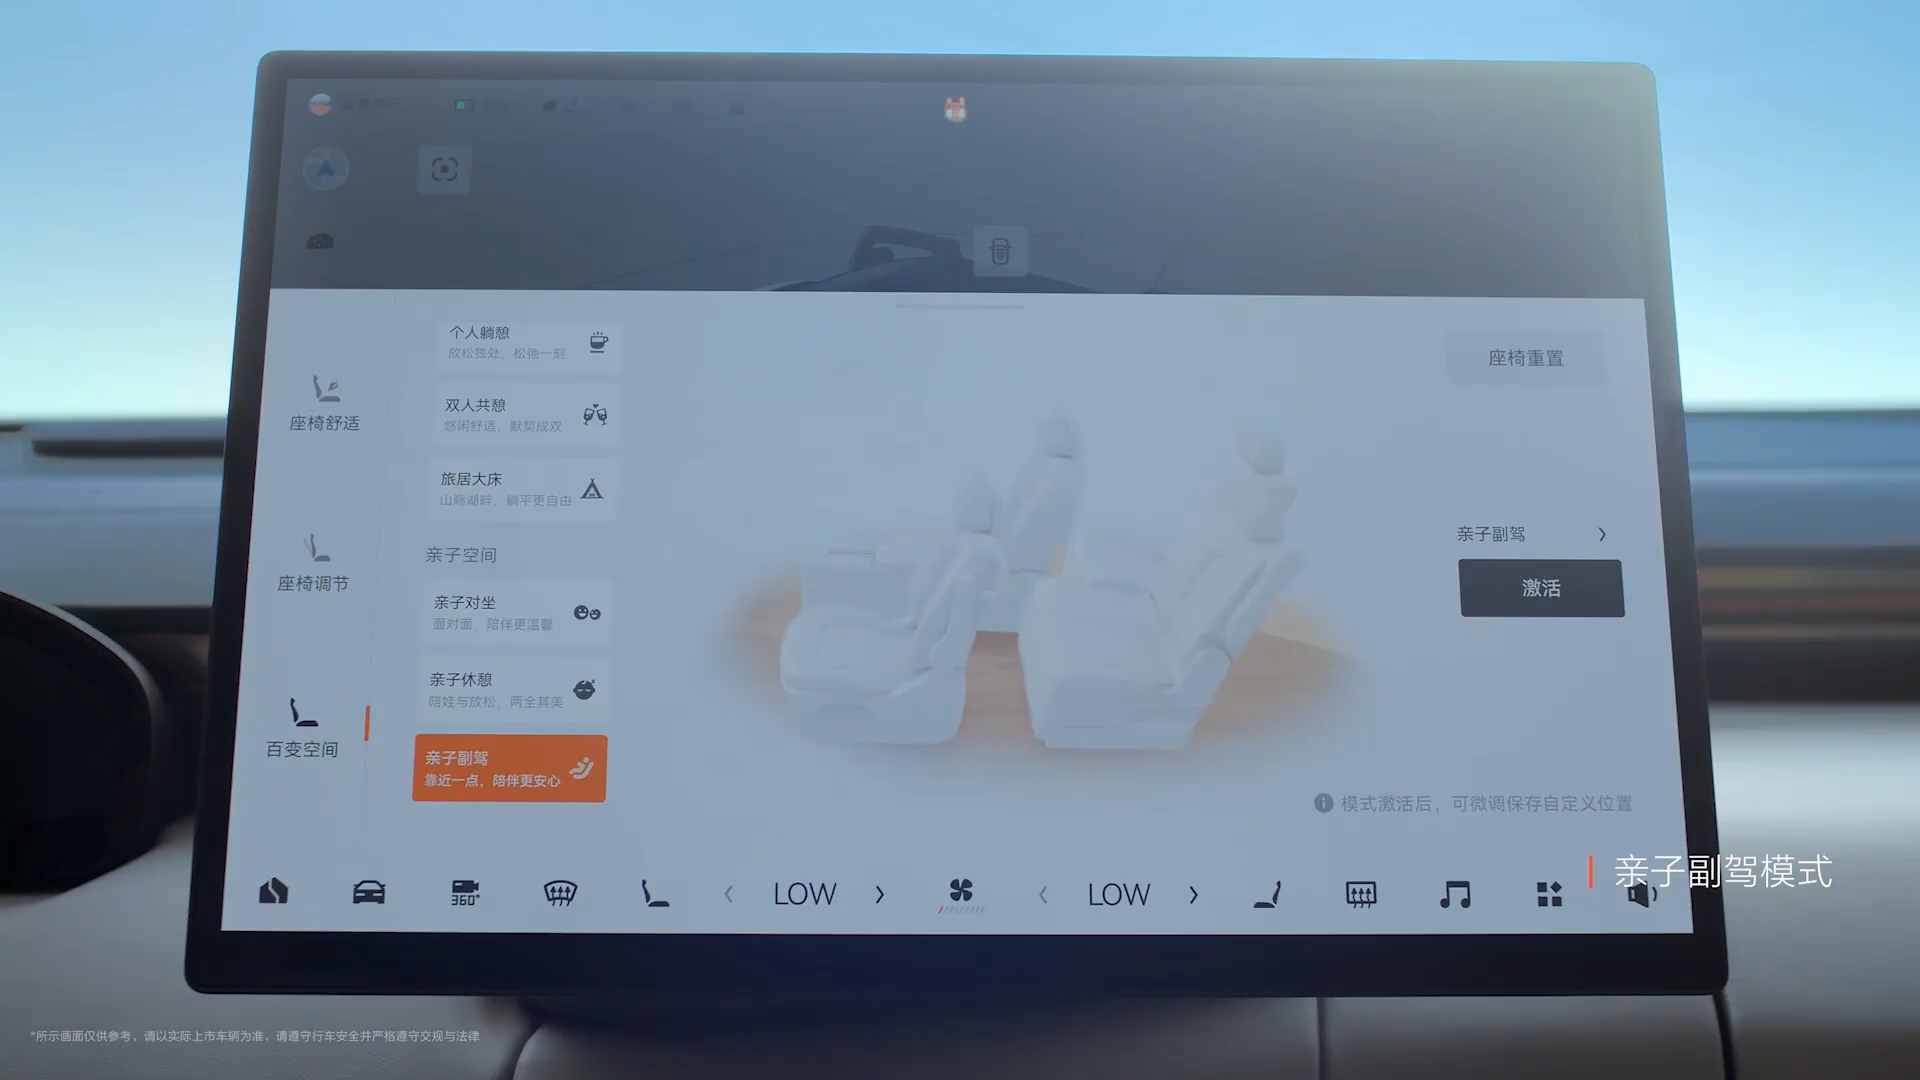 个人躺憩
放松独处，松弛一刻
座椅重置
双人共憩
悠闲舒适，默契成双
座椅舒适
旅居大床
山巅湖畔，躺平更自由
亲子副驾
亲子空间
座椅调节
激活
亲子对坐
面对面，陪伴更温馨
亲子休憩
陪娃与放松，两全其美
百变空间
亲子副驾
靠近一点，陪伴更安心
模式激活后，可微调保存自定义位置
亲子副驾模式
360°
LOW
LOW
*所示画面仅供参考，请以实际上市车辆为准，请遵守行车安全并严格遵守交规与法律